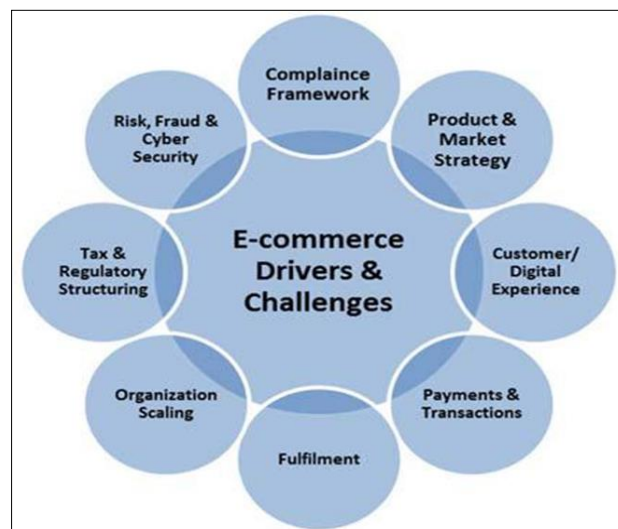 Complaince
Framework
Risk, Fraud &
Cyber
Security
Product &
Market
Strategy
E-commerce
Drivers &
Challenges
Tax &
Regulatory
Structuring
Customer/
Digital
Experience
Organization
Scaling
Payments &
Transactions
Fulfilment